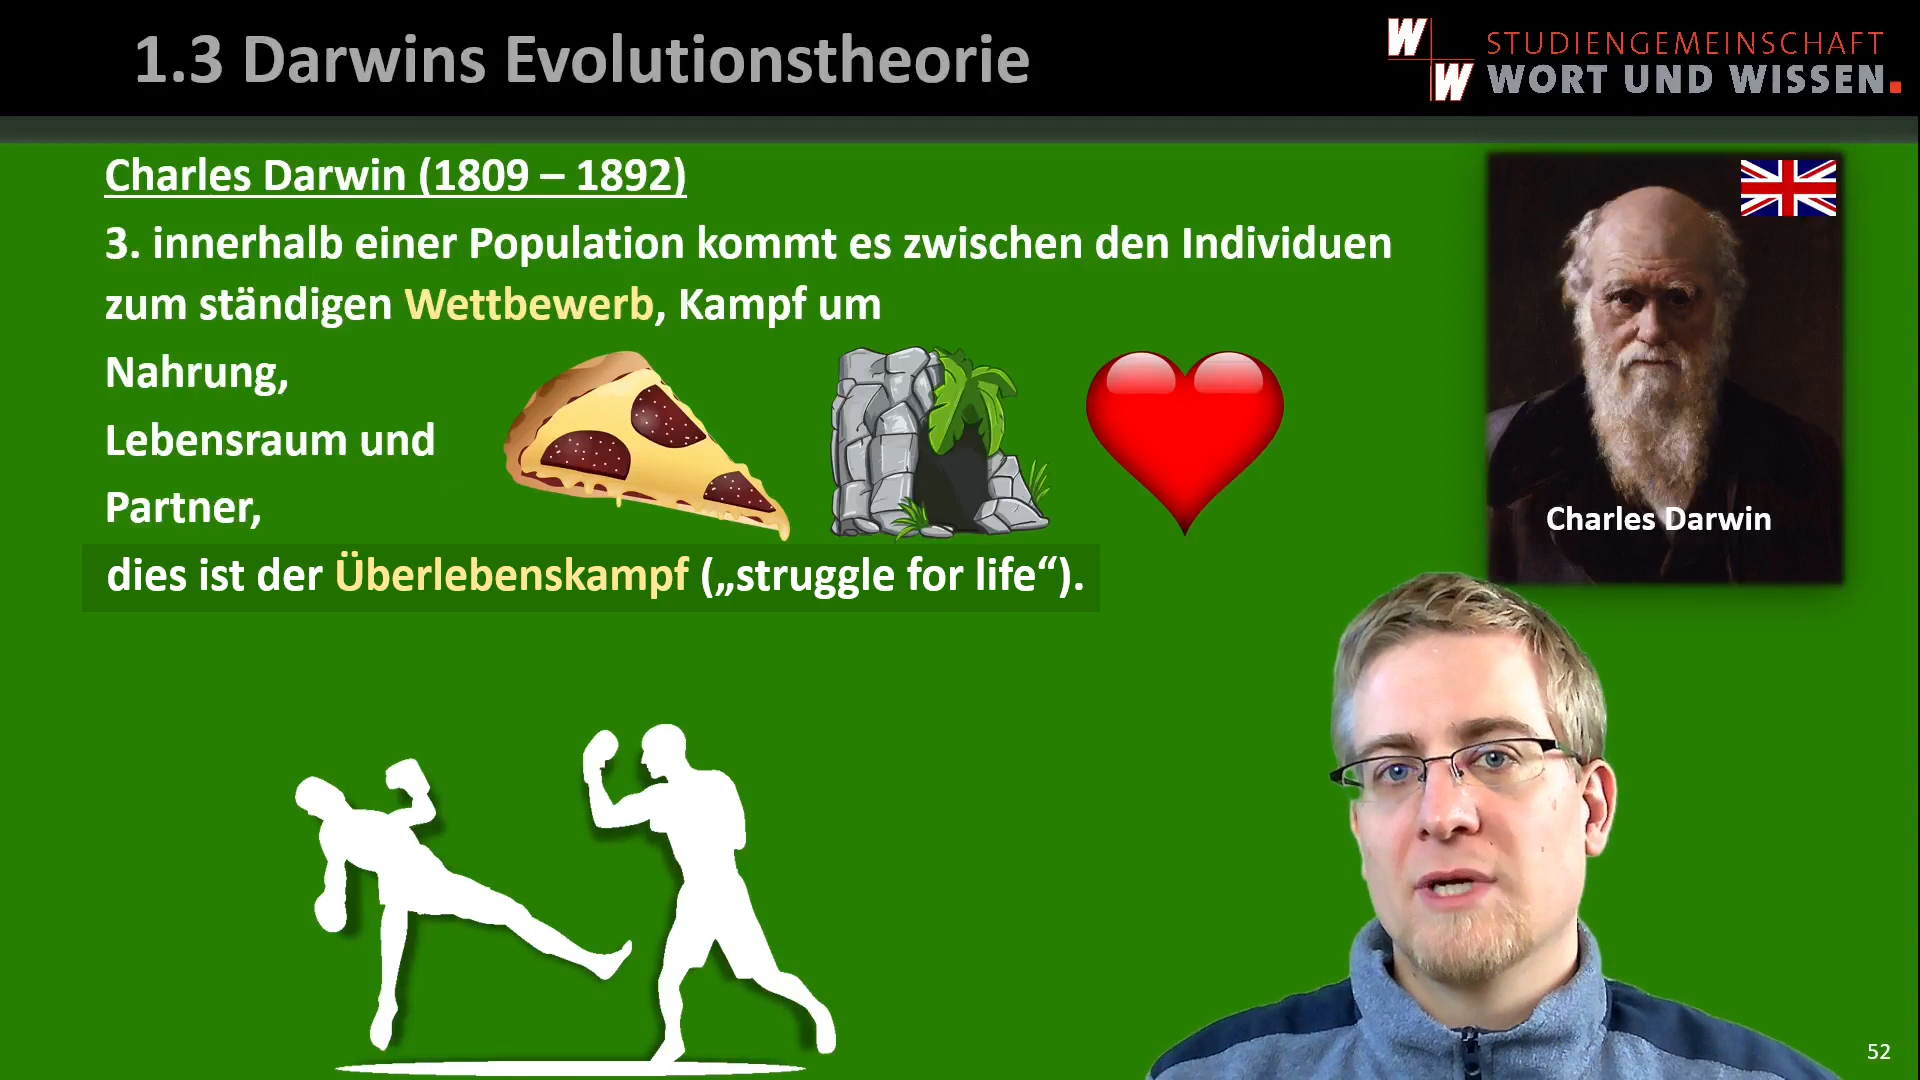 1.3 Darwins Evolutionstheorie
W
W
STUDIENGEMEINSCHAFT
WORT UND WISSEN.
Charles Darwin (1809 – 1892)
3. innerhalb einer Population kommt es zwischen den Individuen
zum ständigen Wettbewerb, Kampf um
Nahrung,
Lebensraum und
Partner,
dies ist der Überlebenskampf („struggle for life“).
Charles Darwin
52